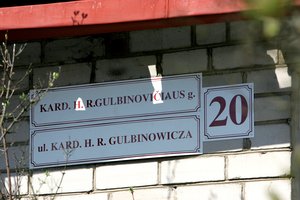 KARD. H. R.GULBINOVIČIAUS g.
ul. KARD. H. R. GULBINOWICZA
20